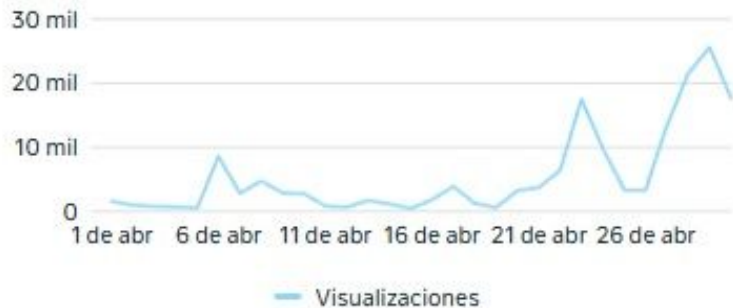 30 mil
20 mil
10 mil
0
1 de abr 6 de abr 11 de abr 16 de abr 21 de abr 26 de abr
Visualizaciones